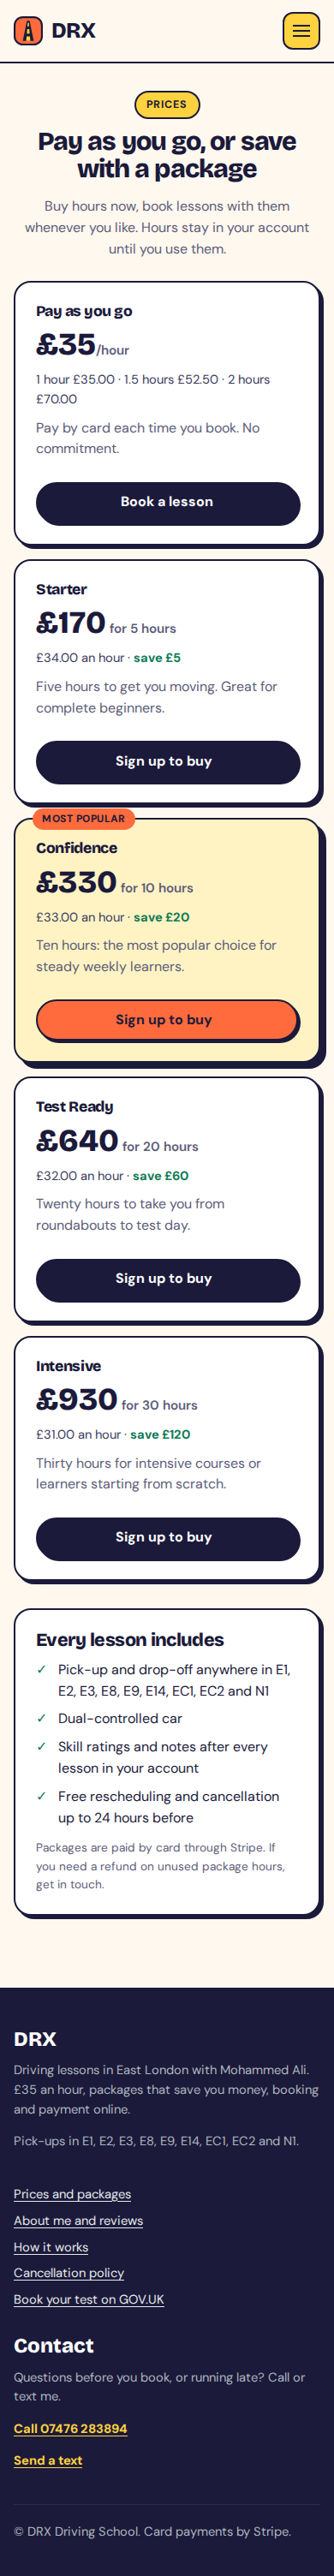 DRX
PRICES
Pay as you go, or save
with a package
Buy hours now, book lessons with them
whenever you like. Hours stay in your account
until you use them.
Pay as you go
£35/hour
1 hour £35.00 · 1.5 hours £52.50 · 2 hours
£70.00
Pay by card each time you book. No
commitment.
Book a lesson
Starter
£170 for 5 hours
£34.00 an hour · save £5
Five hours to get you moving. Great for
complete beginners.
Sign up to buy
MOST POPULAR
Confidence
£330 for 10 hours
£33.00 an hour · save £20
Ten hours: the most popular choice for
steady weekly learners.
Sign up to buy
Test Ready
£640 for 20 hours
£32.00 an hour · save £60
Twenty hours to take you from
roundabouts to test day.
Sign up to buy
Intensive
£930 for 30 hours
£31.00 an hour · save £120
Thirty hours for intensive courses or
learners starting from scratch.
Sign up to buy
Every lesson includes
✓ Pick-up and drop-off anywhere in E1,
E2, E3, E8, E9, E14, EC1, EC2 and N1
✓ Dual-controlled car
✓ Skill ratings and notes after every
lesson in your account
✓ Free rescheduling and cancellation
up to 24 hours before
Packages are paid by card through Stripe. If
you need a refund on unused package hours,
get in touch.
DRX
Driving lessons in East London with Mohammed Ali.
£35 an hour, packages that save you money, booking
and payment online.
Pick-ups in E1, E2, E3, E8, E9, E14, EC1, EC2 and N1.
Prices and packages
About me and reviews
How it works
Cancellation policy
Book your test on GOV.UK
Contact
Questions before you book, or running late? Call or
text me.
Call 07476 283894
Send a text
© DRX Driving School. Card payments by Stripe.